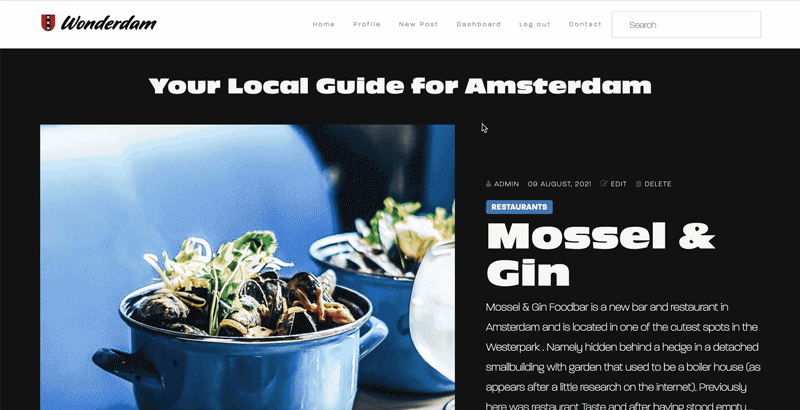 Wonderdam
Home Profile New Post Dashboard Log out Contact Search
Your Local Guide for Amsterdam
ADMIN 09 AUGUST, 2021 EDIT DELETE
RESTAURANTS
Mossel &
Gin
Mossel & Gin Foodbar is a new bar and restaurant in
Amsterdam and is located in one of the cutest spots in the
Westerpark . Namely hidden behind a hedge in a detached
smallbuilding with garden that used to be a boiler house (as
appears after a little research on the internet). Previously
here was restaurant Taste and after having stood empty